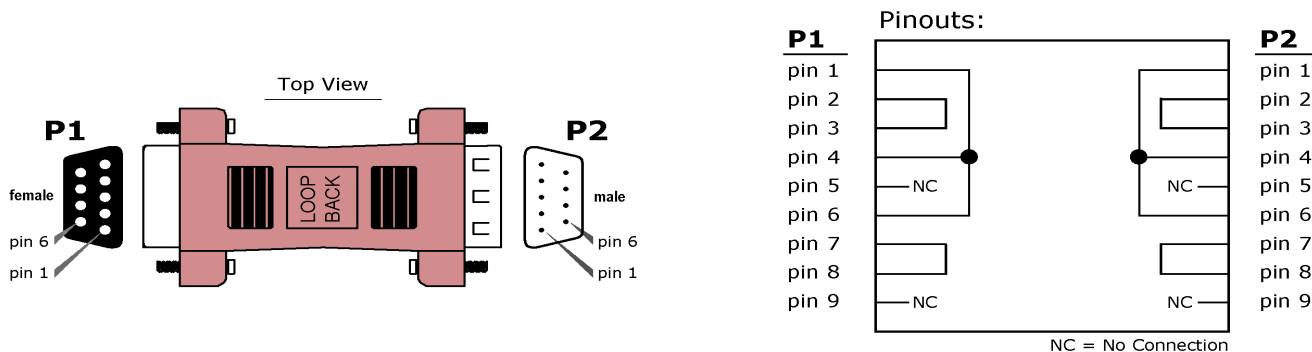 Top View
P1
P2
female
male
pin 6
pin 1
pin 6
pin 1
LOOP
BACK
Pinouts:
P1
P2
pin 1
pin 1
pin 2
pin 2
pin 3
pin 3
pin 4
pin 4
pin 5
NC
NC
pin 5
pin 6
pin 6
pin 7
pin 7
pin 8
pin 8
pin 9
NC
NC
pin 9
NC = No Connection